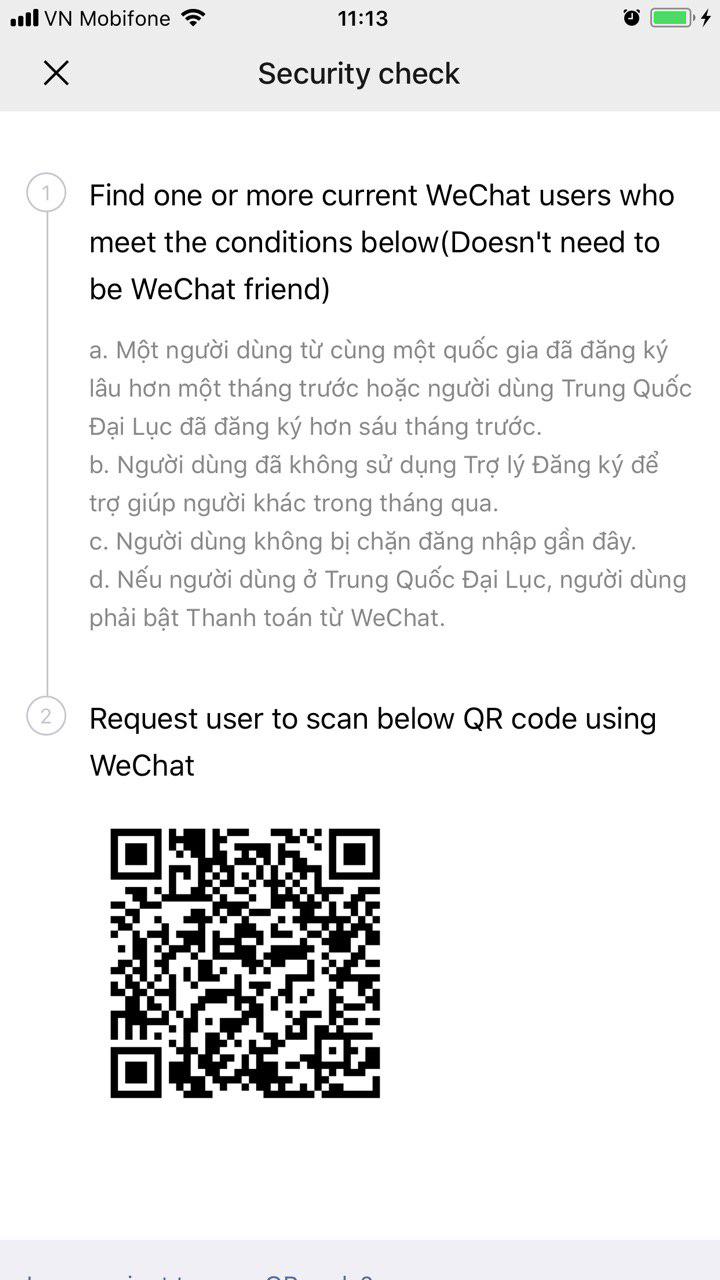 VN Mobifone
11:13
Security check
1
Find one or more current WeChat users who
meet the conditions below(Doesn't need to
be WeChat friend)
a. Một người dùng từ cùng một quốc gia đã đăng ký
lâu hơn một tháng trước hoặc người dùng Trung Quốc
Đại Lục đã đăng ký hơn sáu tháng trước.
b. Người dùng đã không sử dụng Trợ lý Đăng ký để
trợ giúp người khác trong tháng qua.
c. Người dùng không bị chặn đăng nhập gần đây.
d. Nếu người dùng ở Trung Quốc Đại Lục, người dùng
phải bật Thanh toán từ WeChat.
2
Request user to scan below QR code using
WeChat